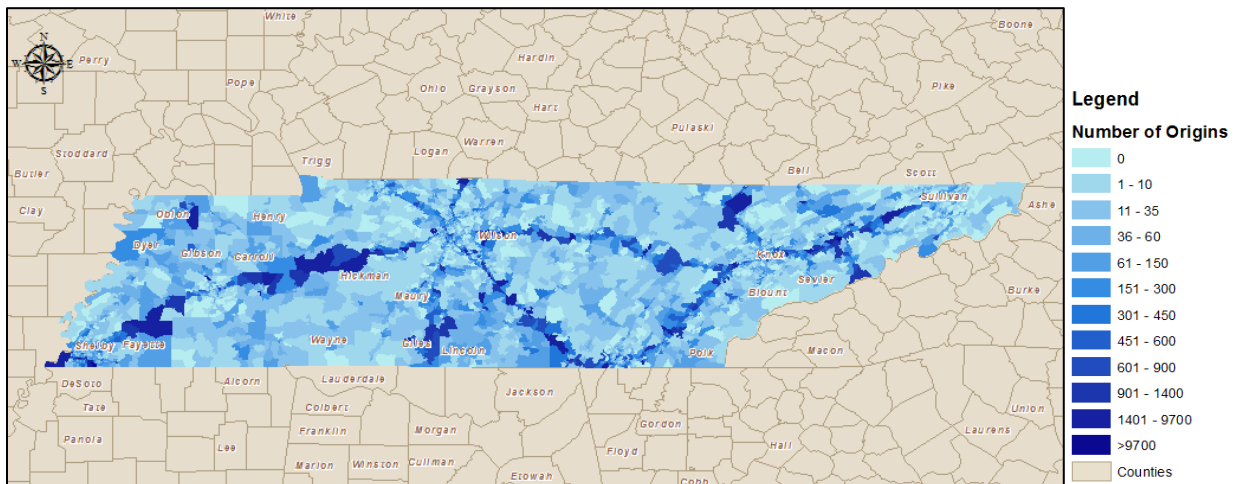 White
Boone
N
W E
S
Perry
Hardin
Pope
Ohio Grayson
Pike
Hart
Pulaski
Warren
Logan
Stoddard
Trigg
Bell
Scott
Butler
Sullivan
Clay
Obion
Henry
Ashe
Wilson
Dyer
Gibson
Carroll
Knox
Hickman
Sevier
Blount
Burke
Maury
Shelby Fayette
Wayne
Giles
Lincoln
Polk
Macon
DeSoto
Alcorn
Lauderdale
Jackson
Tate
Colbert
Union
Panola
Franklin
Morgan
Gordon
Laurens
Lee
Hall
Floyd
Marion
Winston
Cullman
Etowah
Cobb
Legend
Number of Origins
0
1 - 10
11 - 35
36 - 60
61 - 150
151 - 300
301 - 450
451 - 600
601 - 900
901 - 1400
1401 - 9700
>9700
Counties